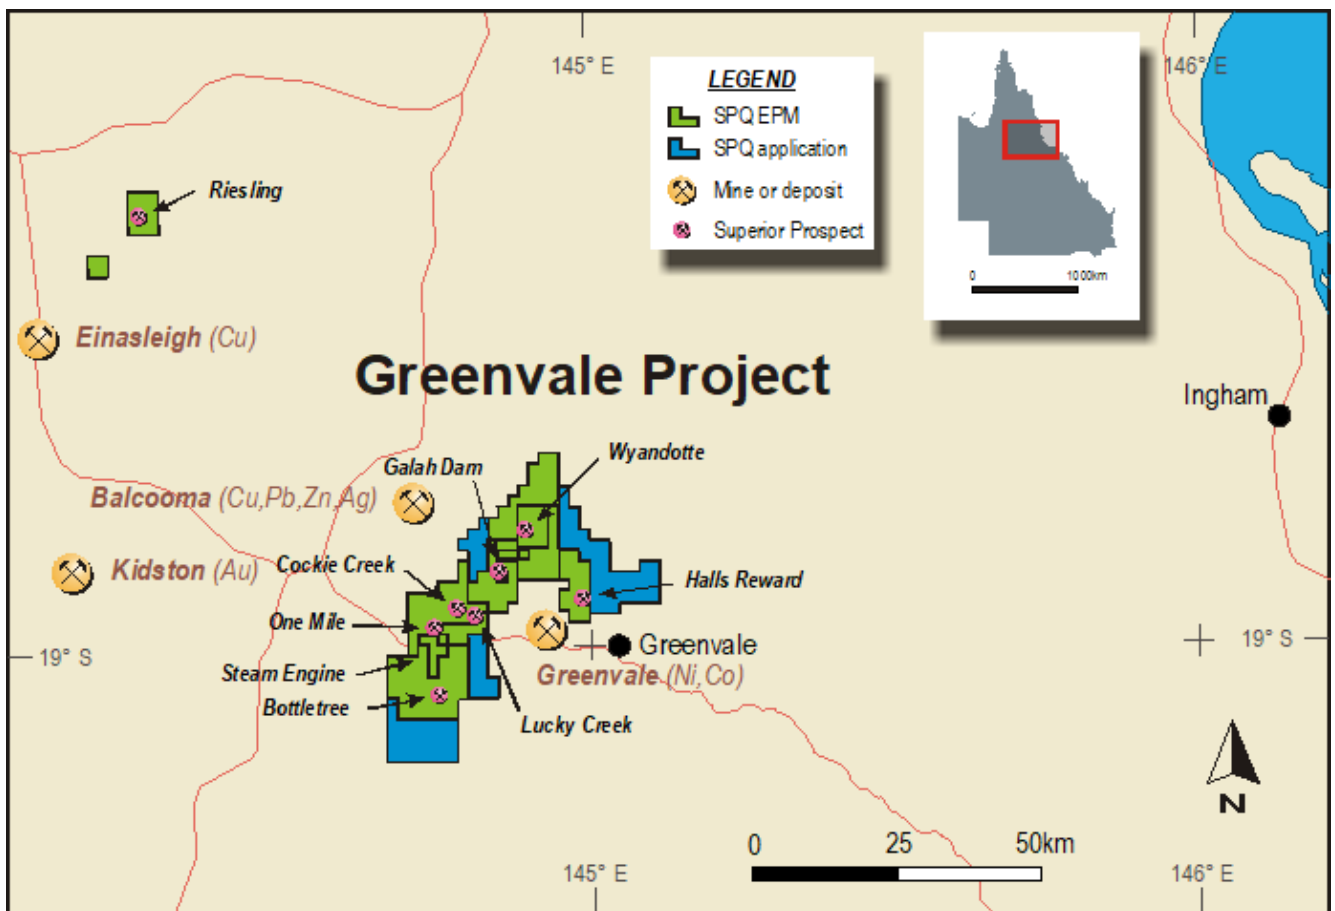 145° E
146° E
LEGEND
SPQ EPM
SPQ application
Mine or deposit
Superior Prospect
0 1000km
Riesling
Einasleigh (Cu)
Greenvale Project
Ingham
Wyandotte
Galah Dam
Balcooma (Cu,Pb,Zn,Ag)
Kidston (Au)
Cockie Creek
Halls Reward
One Mile
Greenvale
19° S
19° S
Steam Engine
Greenvale (Ni,Co)
Bottletree
Lucky Creek
N
0 25 50km
145° E
146° E